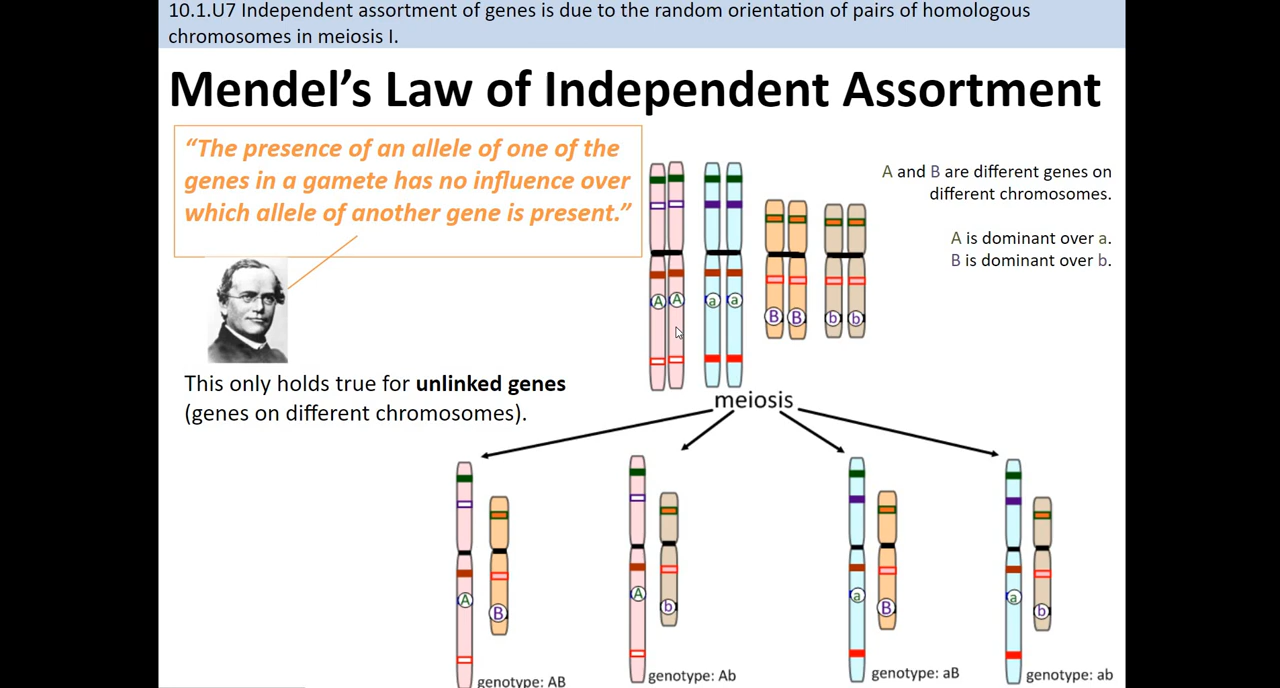 10.1.U7 Independent assortment of genes is due to the random orientation of pairs of homologous
chromosomes in meiosis I.
Mendel’s Law of Independent Assortment
“The presence of an allele of one of the
genes in a gamete has no influence over
which allele of another gene is present.”
A and B are different genes on
different chromosomes.
A is dominant over a.
B is dominant over b.
A A a a B B b b
This only holds true for unlinked genes
(genes on different chromosomes).
meiosis
A B A b a B a b
genotype: AB
genotype: Ab
genotype: aB
genotype: ab